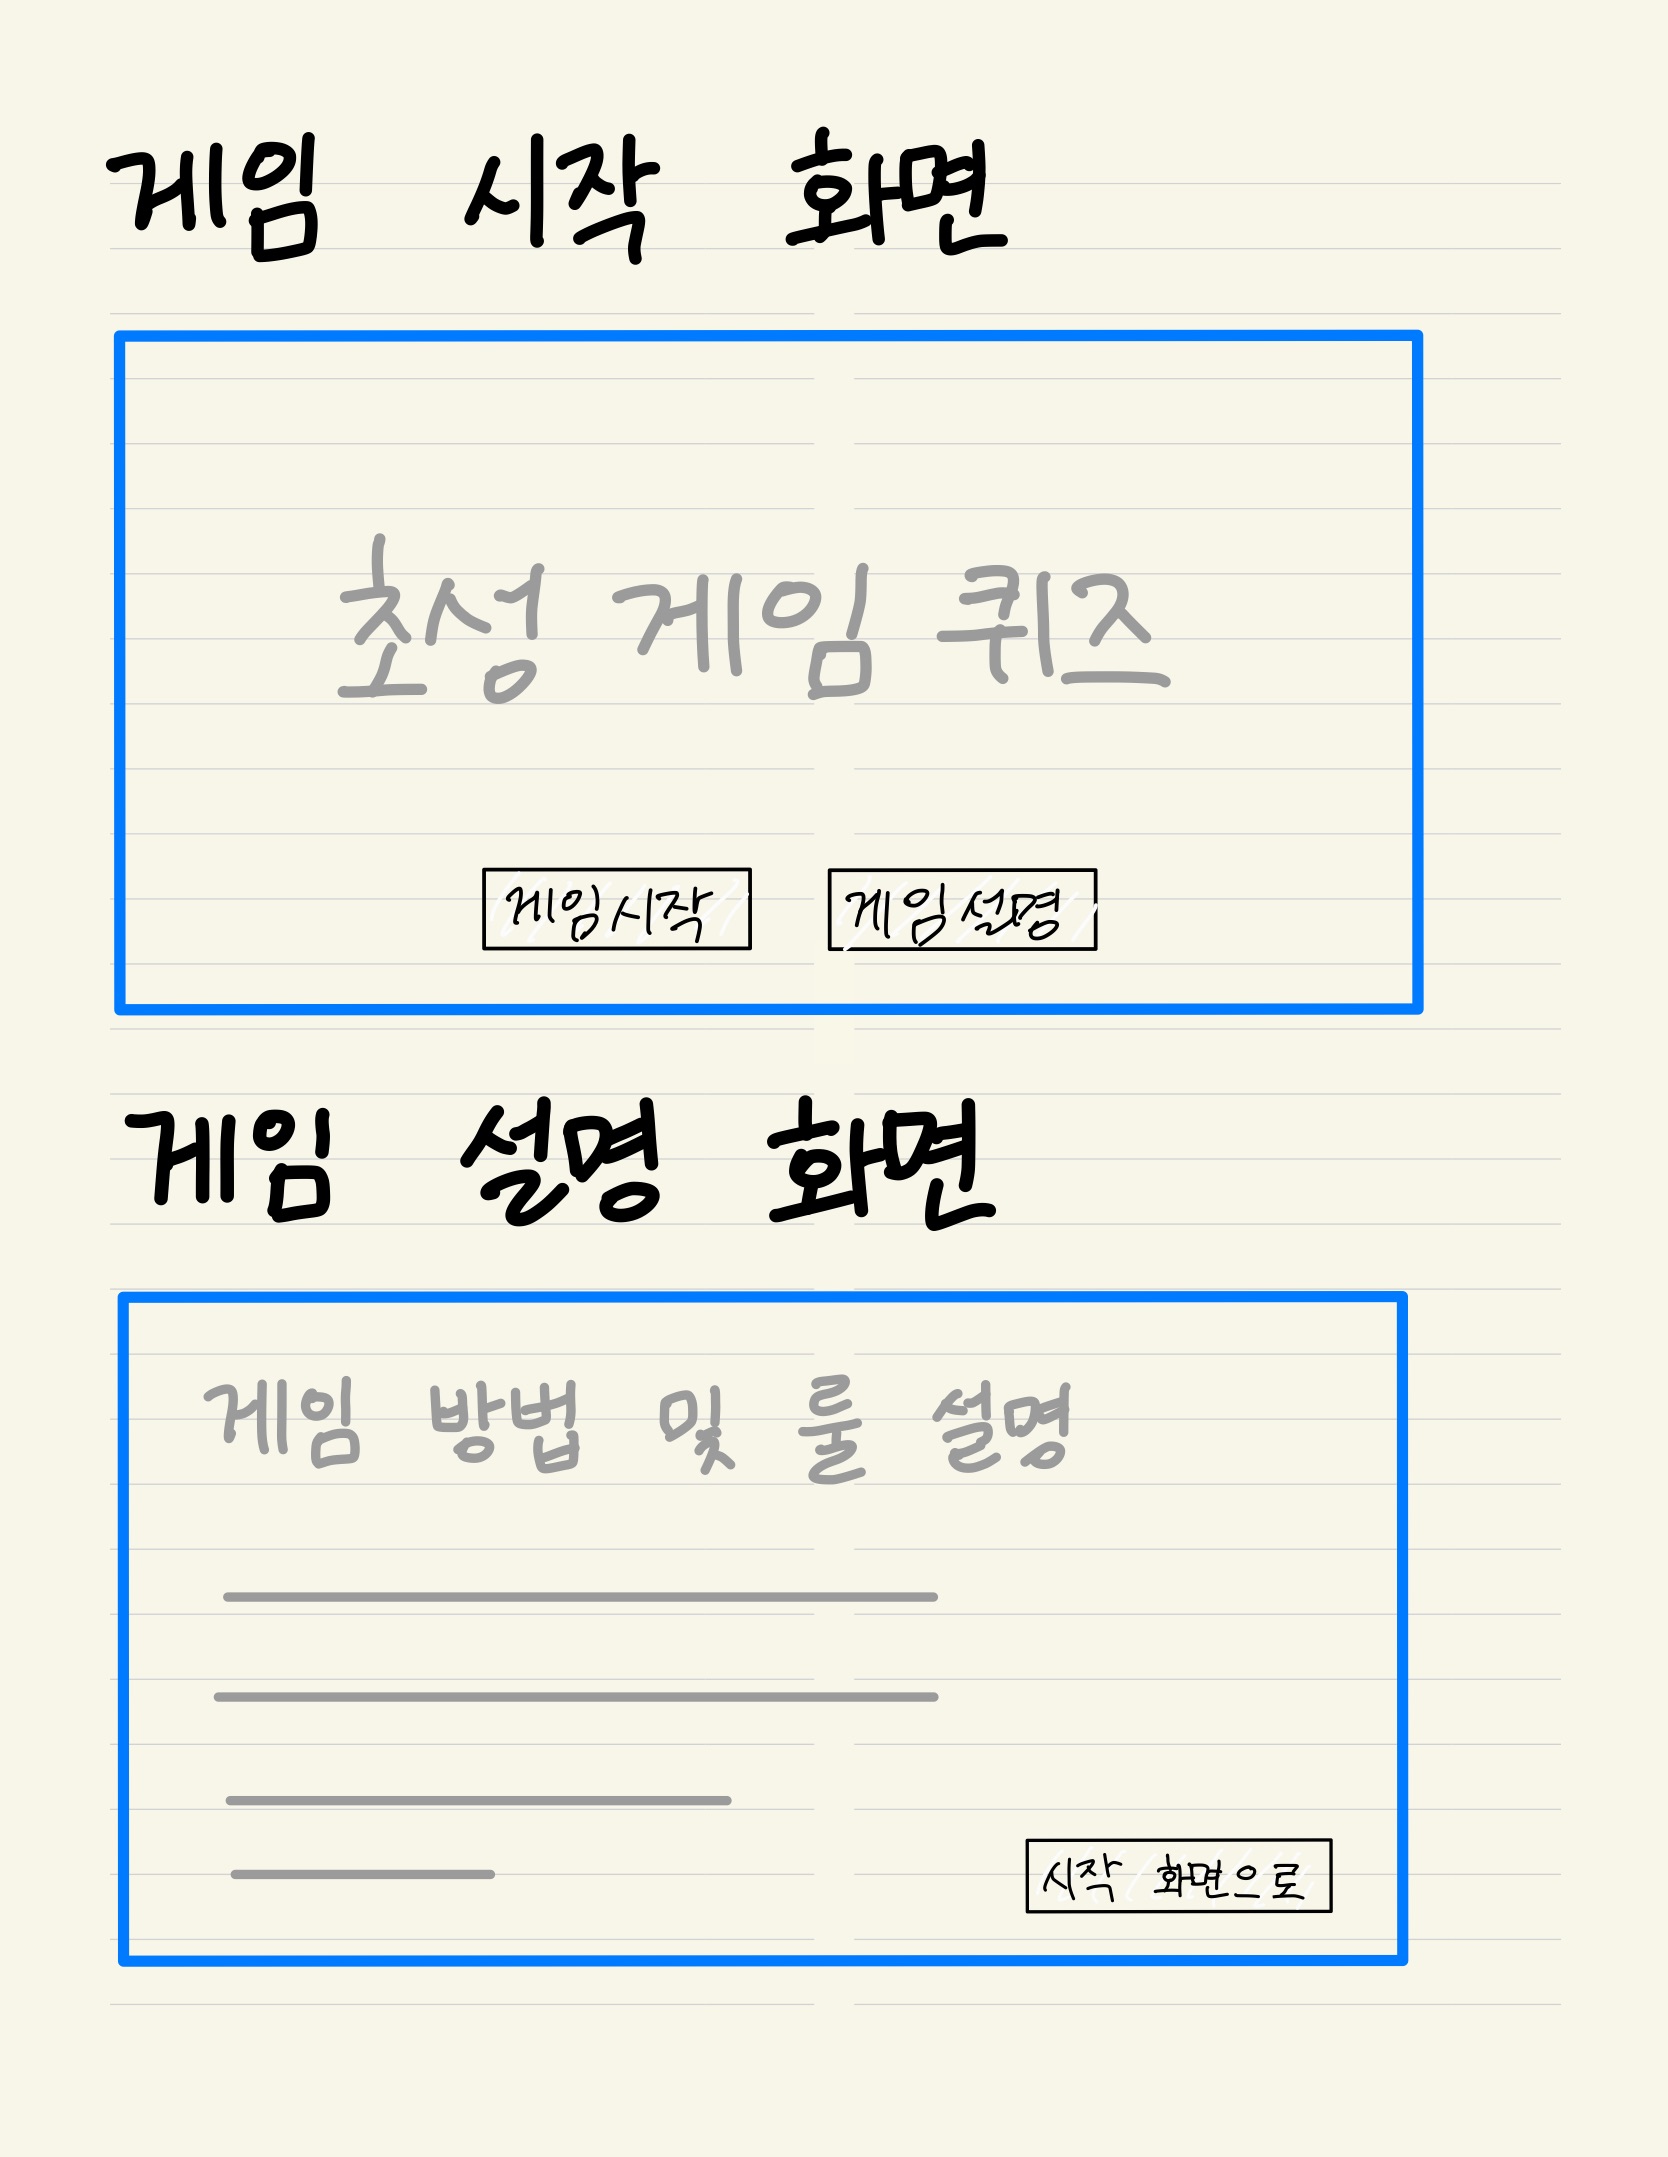 게임 시작 화면
초성 게임 퀴즈
게임시작 게임설명
게임 설명 화면
게임 방법 및 룰 설명
시작 화면으로